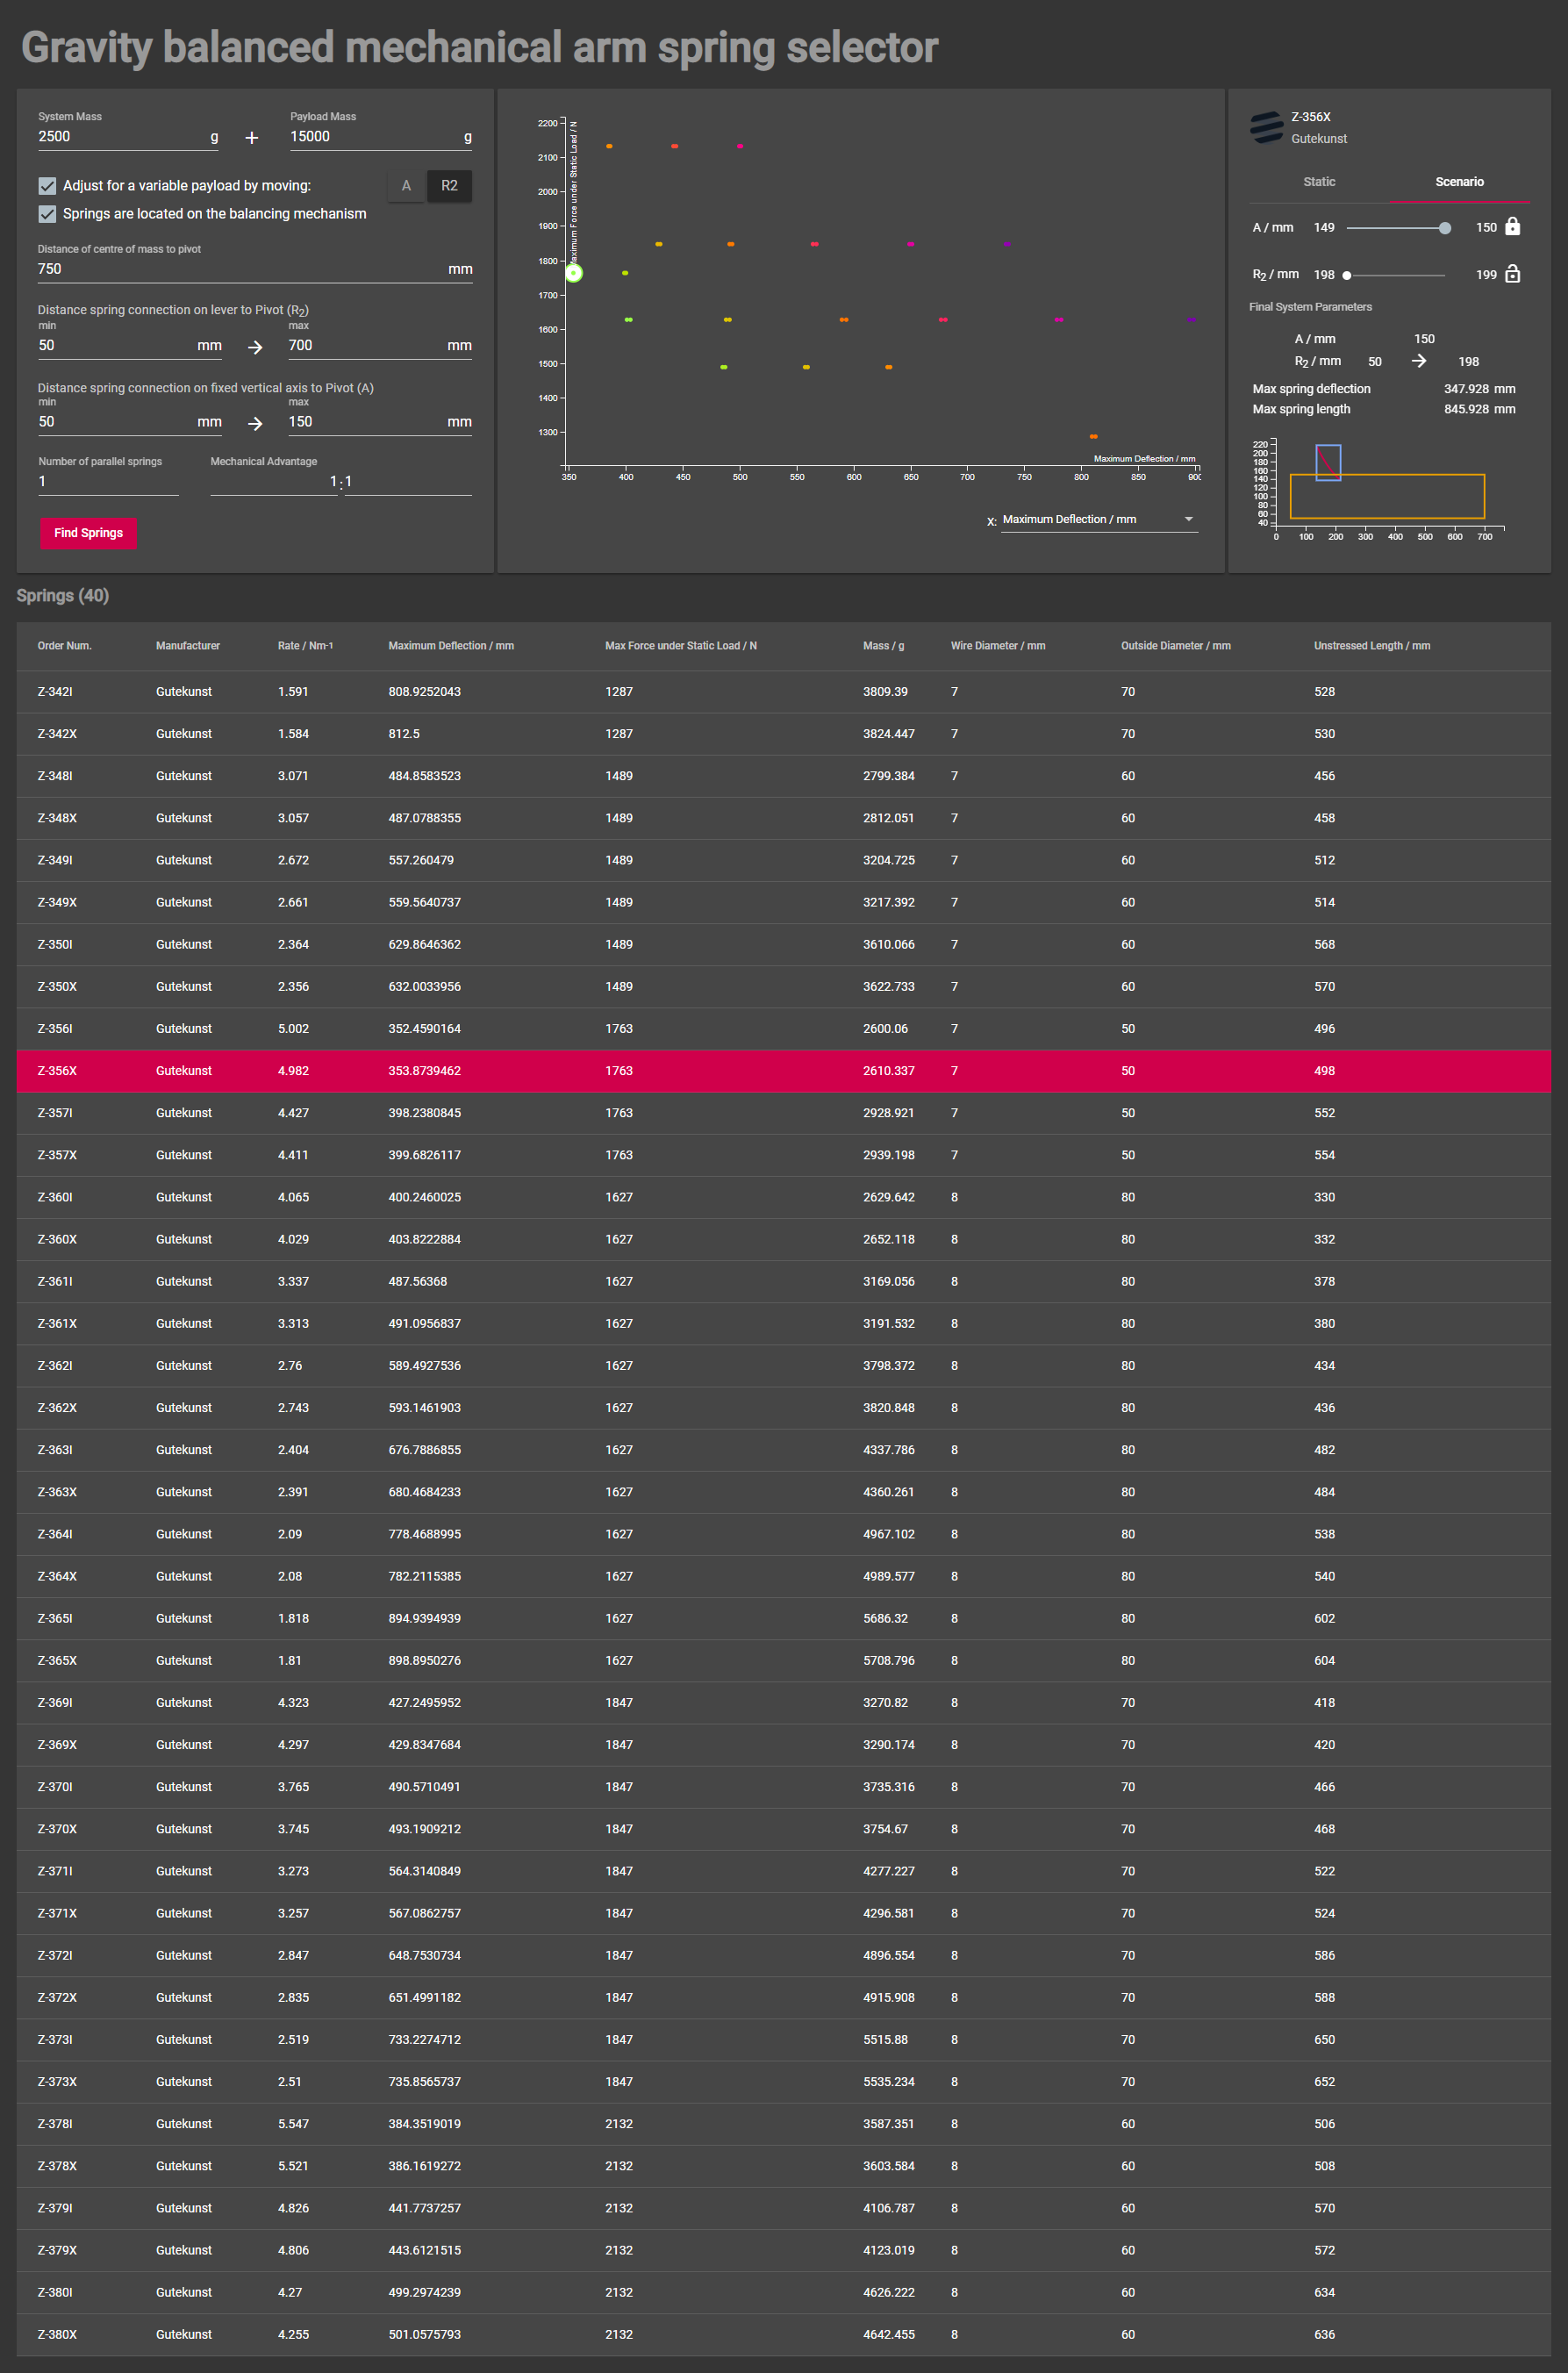 Gravity balanced mechanical arm spring selector
System Mass
2500 g
+
Payload Mass
15000 g
Adjust for a variable payload by moving: A R2
Springs are located on the balancing mechanism
Distance of centre of mass to pivot
750 mm
Distance spring connection on lever to Pivot (R2)
min max
50 mm → 700 mm
Distance spring connection on fixed vertical axis to Pivot (A)
min max
50 mm → 150 mm
Number of parallel springs Mechanical Advantage
1 1 : 1
Find Springs
Maximum Force under Static Load / N
2200
2100
2000
1900
1800
1700
1600
1500
1400
1300
Maximum Deflection / mm
350 400 450 500 550 600 650 700 750 800 850 900
X: Maximum Deflection / mm
Z-356X
Gutekunst
Static Scenario
A / mm 149 150
R2 / mm 198 199
Final System Parameters
A / mm 150
R2 / mm 50 → 198
Max spring deflection 347.928 mm
Max spring length 845.928 mm
220
200
180
160
140
120
100
80
60
40
0 100 200 300 400 500 600 700
Springs (40)
Order Num. Manufacturer Rate / Nm-1 Maximum Deflection / mm Max Force under Static Load / N Mass / g Wire Diameter / mm Outside Diameter / mm Unstressed Length / mm
Z-342I Gutekunst 1.591 808.9252043 1287 3809.39 7 70 528
Z-342X Gutekunst 1.584 812.5 1287 3824.447 7 70 530
Z-348I Gutekunst 3.071 484.8583523 1489 2799.384 7 60 456
Z-348X Gutekunst 3.057 487.0788355 1489 2812.051 7 60 458
Z-349I Gutekunst 2.672 557.260479 1489 3204.725 7 60 512
Z-349X Gutekunst 2.661 559.5640737 1489 3217.392 7 60 514
Z-350I Gutekunst 2.364 629.8646362 1489 3610.066 7 60 568
Z-350X Gutekunst 2.356 632.0033956 1489 3622.733 7 60 570
Z-356I Gutekunst 5.002 352.4590164 1763 2600.06 7 50 496
Z-356X Gutekunst 4.982 353.8739462 1763 2610.337 7 50 498
Z-357I Gutekunst 4.427 398.2380845 1763 2928.921 7 50 552
Z-357X Gutekunst 4.411 399.6826117 1763 2939.198 7 50 554
Z-360I Gutekunst 4.065 400.2460025 1627 2629.642 8 80 330
Z-360X Gutekunst 4.029 403.8222884 1627 2652.118 8 80 332
Z-361I Gutekunst 3.337 487.56368 1627 3169.056 8 80 378
Z-361X Gutekunst 3.313 491.0956837 1627 3191.532 8 80 380
Z-362I Gutekunst 2.76 589.4927536 1627 3798.372 8 80 434
Z-362X Gutekunst 2.743 593.1461903 1627 3820.848 8 80 436
Z-363I Gutekunst 2.404 676.7886855 1627 4337.786 8 80 482
Z-363X Gutekunst 2.391 680.4684233 1627 4360.261 8 80 484
Z-364I Gutekunst 2.09 778.4688995 1627 4967.102 8 80 538
Z-364X Gutekunst 2.08 782.2115385 1627 4989.577 8 80 540
Z-365I Gutekunst 1.818 894.9394939 1627 5686.32 8 80 602
Z-365X Gutekunst 1.81 898.8950276 1627 5708.796 8 80 604
Z-369I Gutekunst 4.323 427.2495952 1847 3270.82 8 70 418
Z-369X Gutekunst 4.297 429.8347684 1847 3290.174 8 70 420
Z-370I Gutekunst 3.765 490.5710491 1847 3735.316 8 70 466
Z-370X Gutekunst 3.745 493.1909212 1847 3754.67 8 70 468
Z-371I Gutekunst 3.273 564.3140849 1847 4277.227 8 70 522
Z-371X Gutekunst 3.257 567.0862757 1847 4296.581 8 70 524
Z-372I Gutekunst 2.847 648.7530734 1847 4896.554 8 70 586
Z-372X Gutekunst 2.835 651.4991182 1847 4915.908 8 70 588
Z-373I Gutekunst 2.519 733.2274712 1847 5515.88 8 70 650
Z-373X Gutekunst 2.51 735.8565737 1847 5535.234 8 70 652
Z-378I Gutekunst 5.547 384.3519019 2132 3587.351 8 60 506
Z-378X Gutekunst 5.521 386.1619272 2132 3603.584 8 60 508
Z-379I Gutekunst 4.826 441.7737257 2132 4106.787 8 60 570
Z-379X Gutekunst 4.806 443.6121515 2132 4123.019 8 60 572
Z-380I Gutekunst 4.27 499.2974239 2132 4626.222 8 60 634
Z-380X Gutekunst 4.255 501.0575793 2132 4642.455 8 60 636